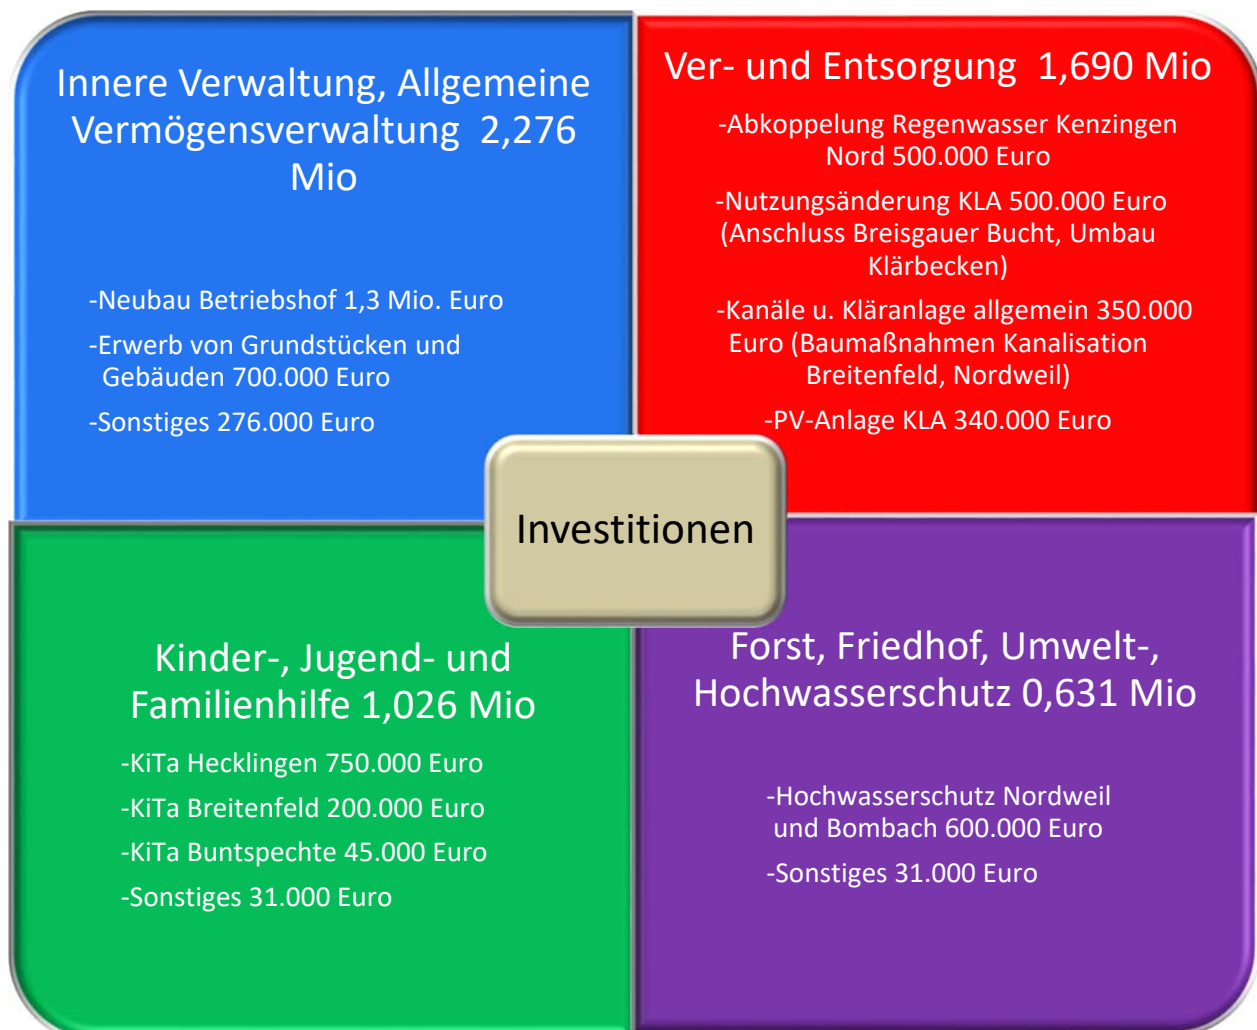 Innere Verwaltung, Allgemeine
Vermögensverwaltung 2,276
Mio
-Neubau Betriebshof 1,3 Mio. Euro
-Erwerb von Grundstücken und
Gebäuden 700.000 Euro
-Sonstiges 276.000 Euro
Ver- und Entsorgung 1,690 Mio
-Abkoppelung Regenwasser Kenzingen
Nord 500.000 Euro
-Nutzungsänderung KLA 500.000 Euro
(Anschluss Breisgauer Bucht, Umbau
Klärbecken)
-Kanäle u. Kläranlage allgemein 350.000
Euro (Baumaßnahmen Kanalisation
Breitenfeld, Nordweil)
-PV-Anlage KLA 340.000 Euro
Investitionen
Kinder-, Jugend- und
Familienhilfe 1,026 Mio
-KiTa Hecklingen 750.000 Euro
-KiTa Breitenfeld 200.000 Euro
-KiTa Buntspechte 45.000 Euro
-Sonstiges 31.000 Euro
Forst, Friedhof, Umwelt-,
Hochwasserschutz 0,631 Mio
-Hochwasserschutz Nordweil
und Bombach 600.000 Euro
-Sonstiges 31.000 Euro